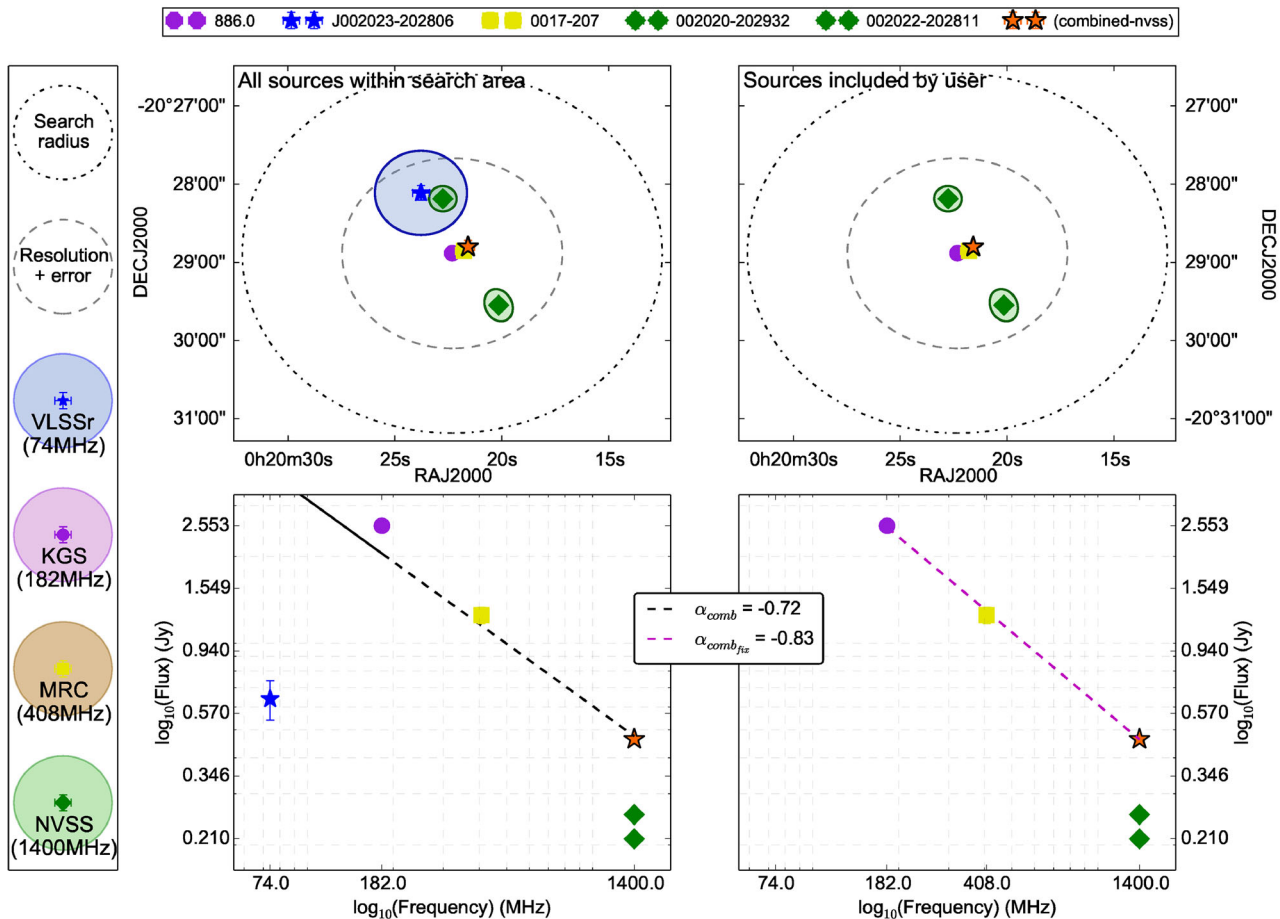 886.0 J002023-202806 0017-207 002020-202932 002022-202811 (combined-nvss)
Search
radius
Resolution
+ error
VLSSr
(74MHz)
KGS
(182MHz)
MRC
(408MHz)
NVSS
(1400MHz)
All sources within search area
-20°27'00"
28'00"
29'00"
30'00"
31'00"
DECJ2000
0h20m30s 25s 20s 15s
RAJ2000
Sources included by user
27'00"
28'00"
29'00"
30'00"
-20°31'00"
DECJ2000
0h20m30s 25s 20s 15s
RAJ2000
2.553
1.549
0.940
0.570
0.346
0.210
log10(Flux) (Jy)
74.0 182.0 1400.0
log10(Frequency) (MHz)
αcomb = -0.72
αcombfix = -0.83
2.553
1.549
0.940
0.570
0.346
0.210
log10(Flux) (Jy)
74.0 182.0 408.0 1400.0
log10(Frequency) (MHz)